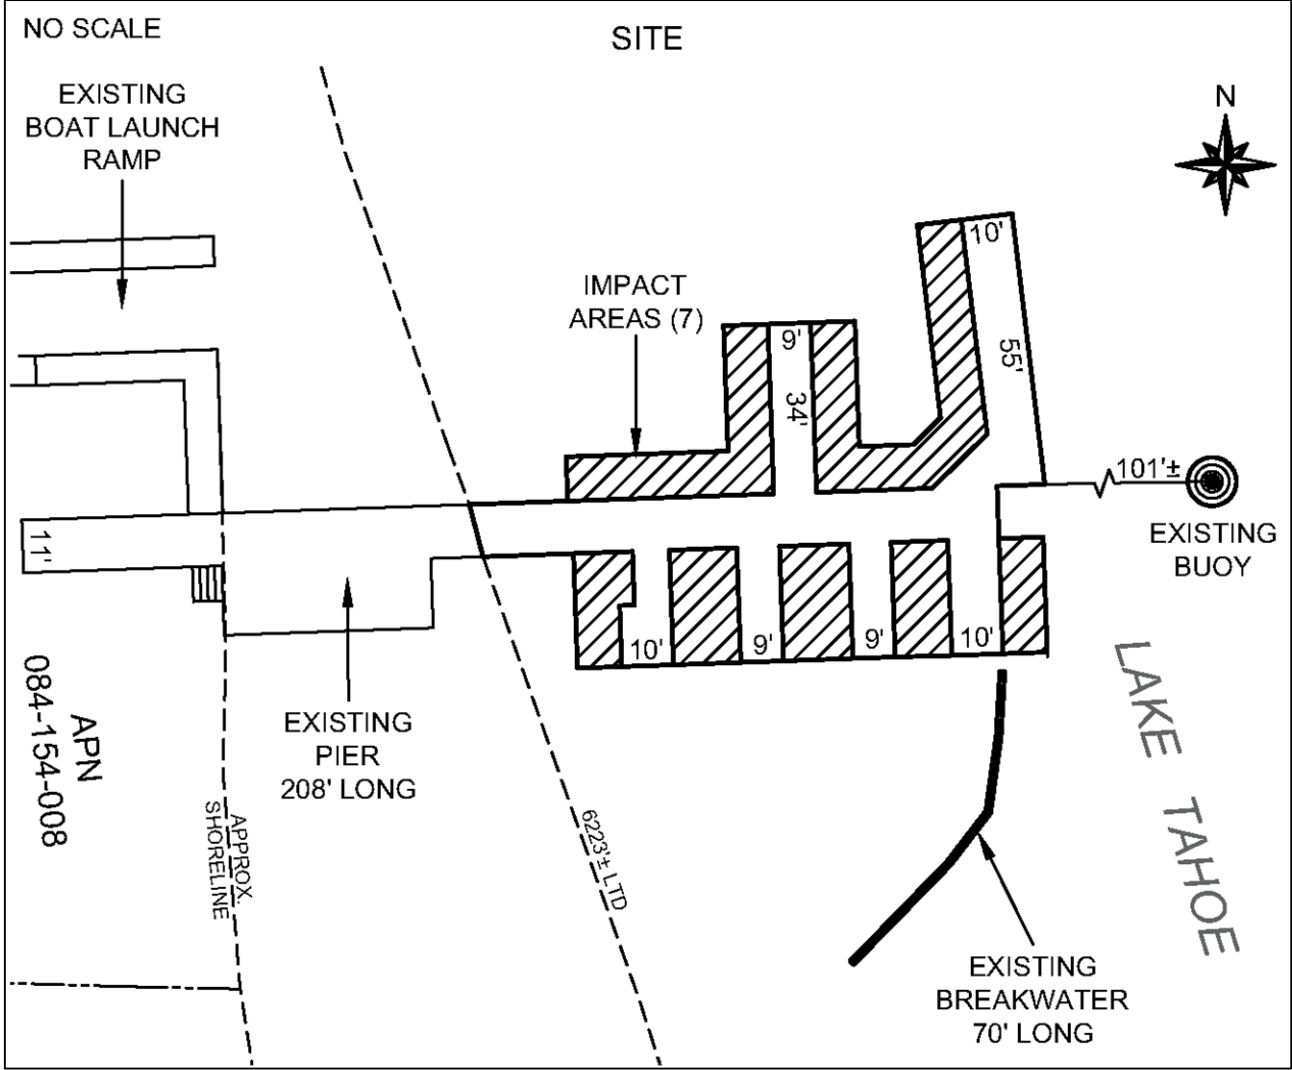 NO SCALE
SITE
EXISTING
BOAT LAUNCH
RAMP
N
10'
IMPACT
AREAS (7)
9'
55'
34'
101'±
EXISTING
BUOY
11'
10'
9'
9'
10'
EXISTING
PIER
208' LONG
APN
084-154-008
APPROX.
SHORELINE
6223'± LTD
LAKE TAHOE
EXISTING
BREAKWATER
70' LONG